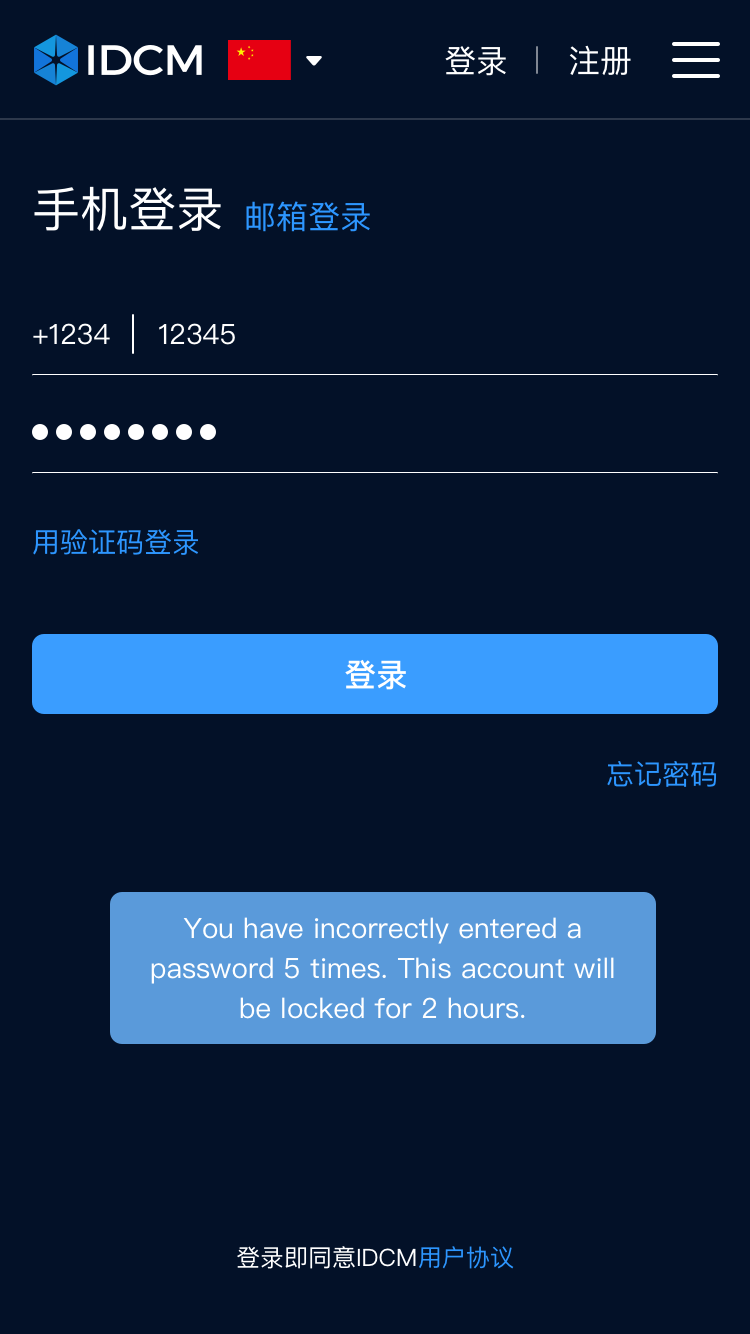 IDCM 登录 注册
手机登录 邮箱登录
+1234 12345
用验证码登录
登录
忘记密码
You have incorrectly entered a
password 5 times. This account will
be locked for 2 hours.
登录即同意IDCM用户协议